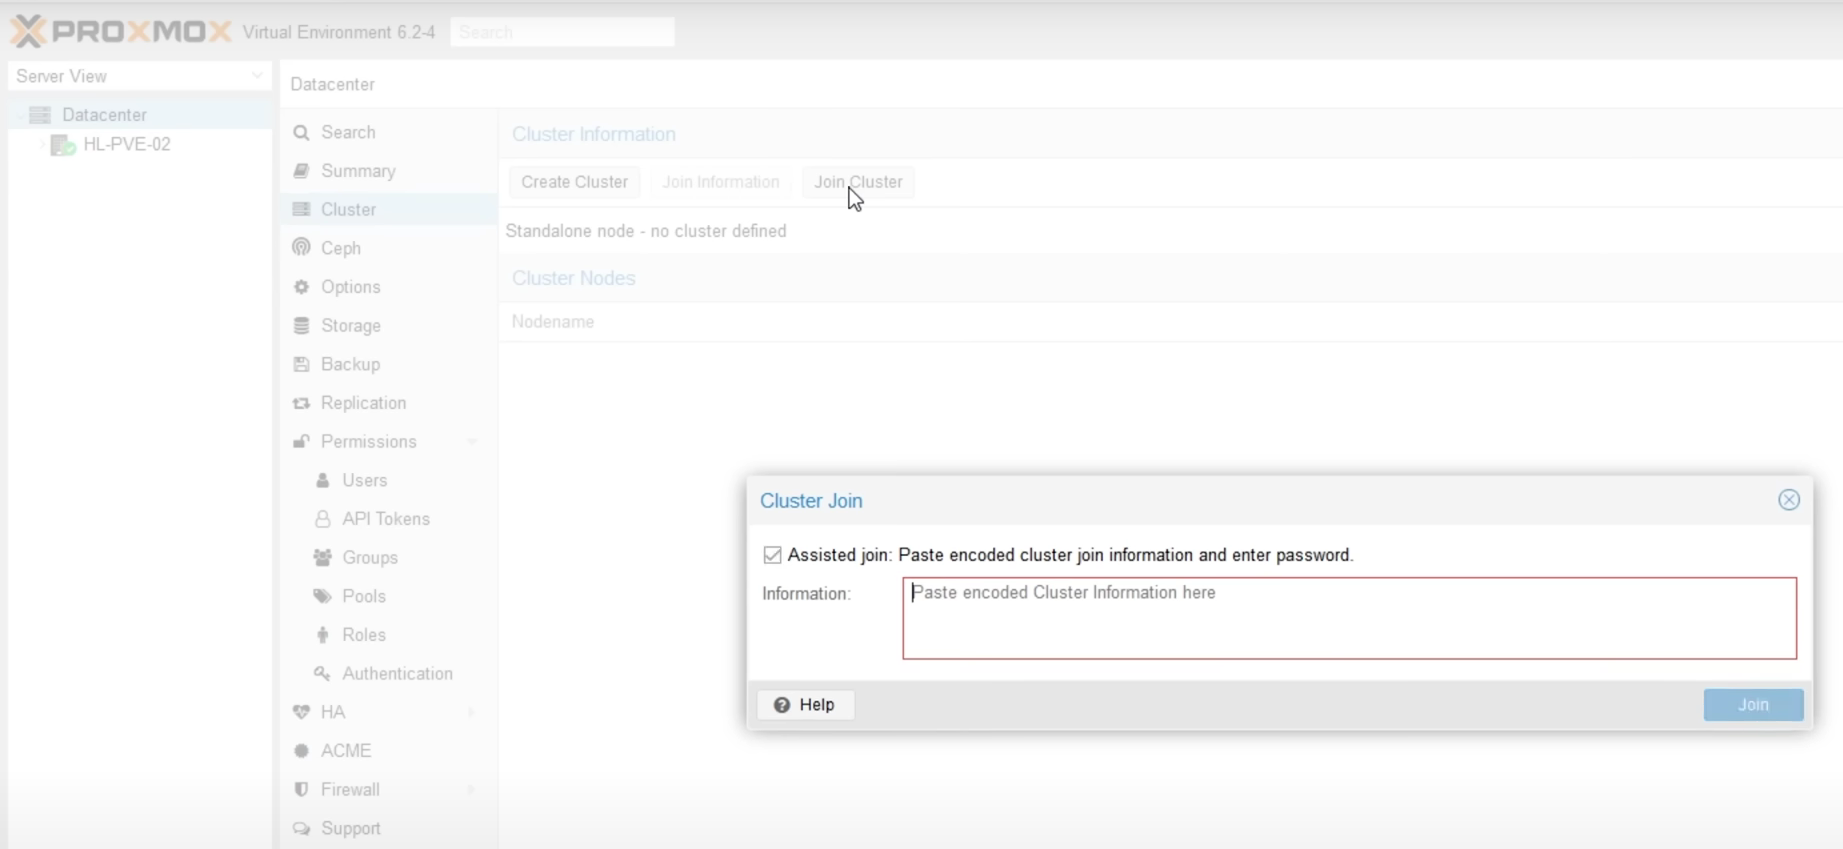 PROXMOX Virtual Environment 6.2-4 Search
Server View
Datacenter
HL-PVE-02
Datacenter
Search
Summary
Cluster
Ceph
Options
Storage
Backup
Replication
Permissions
Users
API Tokens
Groups
Pools
Roles
Authentication
HA
ACME
Firewall
Support
Cluster Information
Create Cluster Join Information Join Cluster
Standalone node - no cluster defined
Cluster Nodes
Nodename
Cluster Join
Assisted join: Paste encoded cluster join information and enter password.
Information: Paste encoded Cluster Information here
Help Join